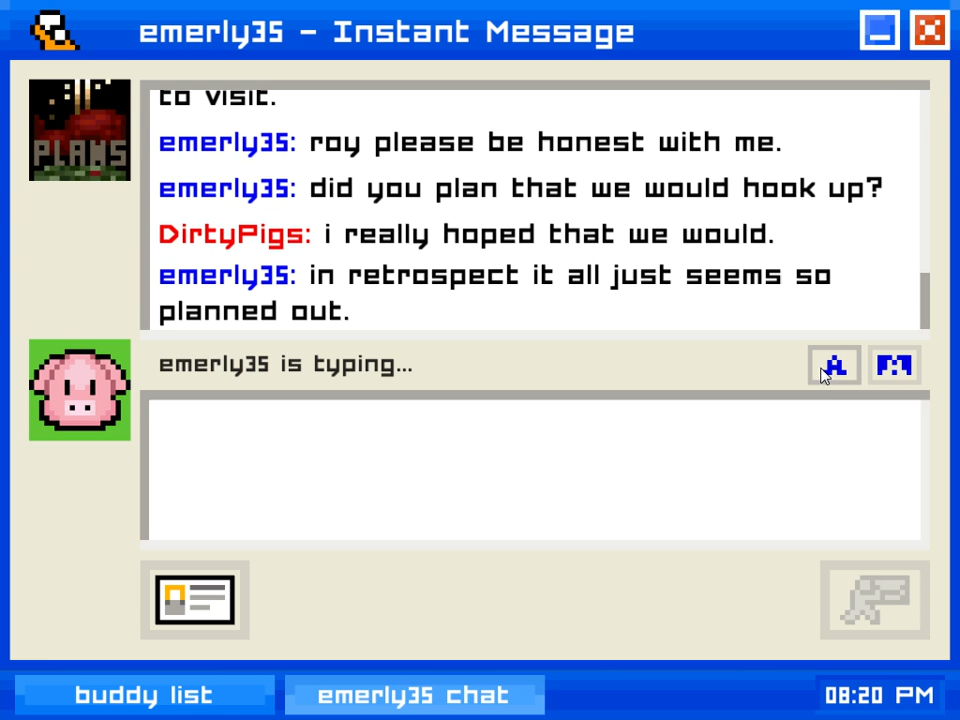 emerly35 - Instant Message
PLANS
to visit.
emerly35: roy please be honest with me.
emerly35: did you plan that we would hook up?
DirtyPigs: i really hoped that we would.
emerly35: in retrospect it all just seems so
planned out.
emerly35 is typing...
A
buddy list
emerly35 chat
08:20 PM